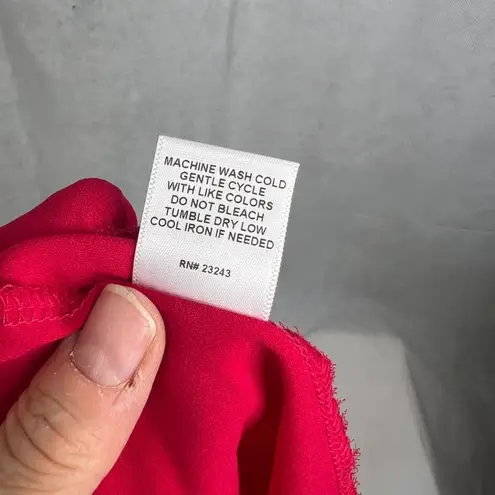 MACHINE WASH COLD
GENTLE CYCLE
WITH LIKE COLORS
DO NOT BLEACH
TUMBLE DRY LOW
COOL IRON IF NEEDED
RN# 23243